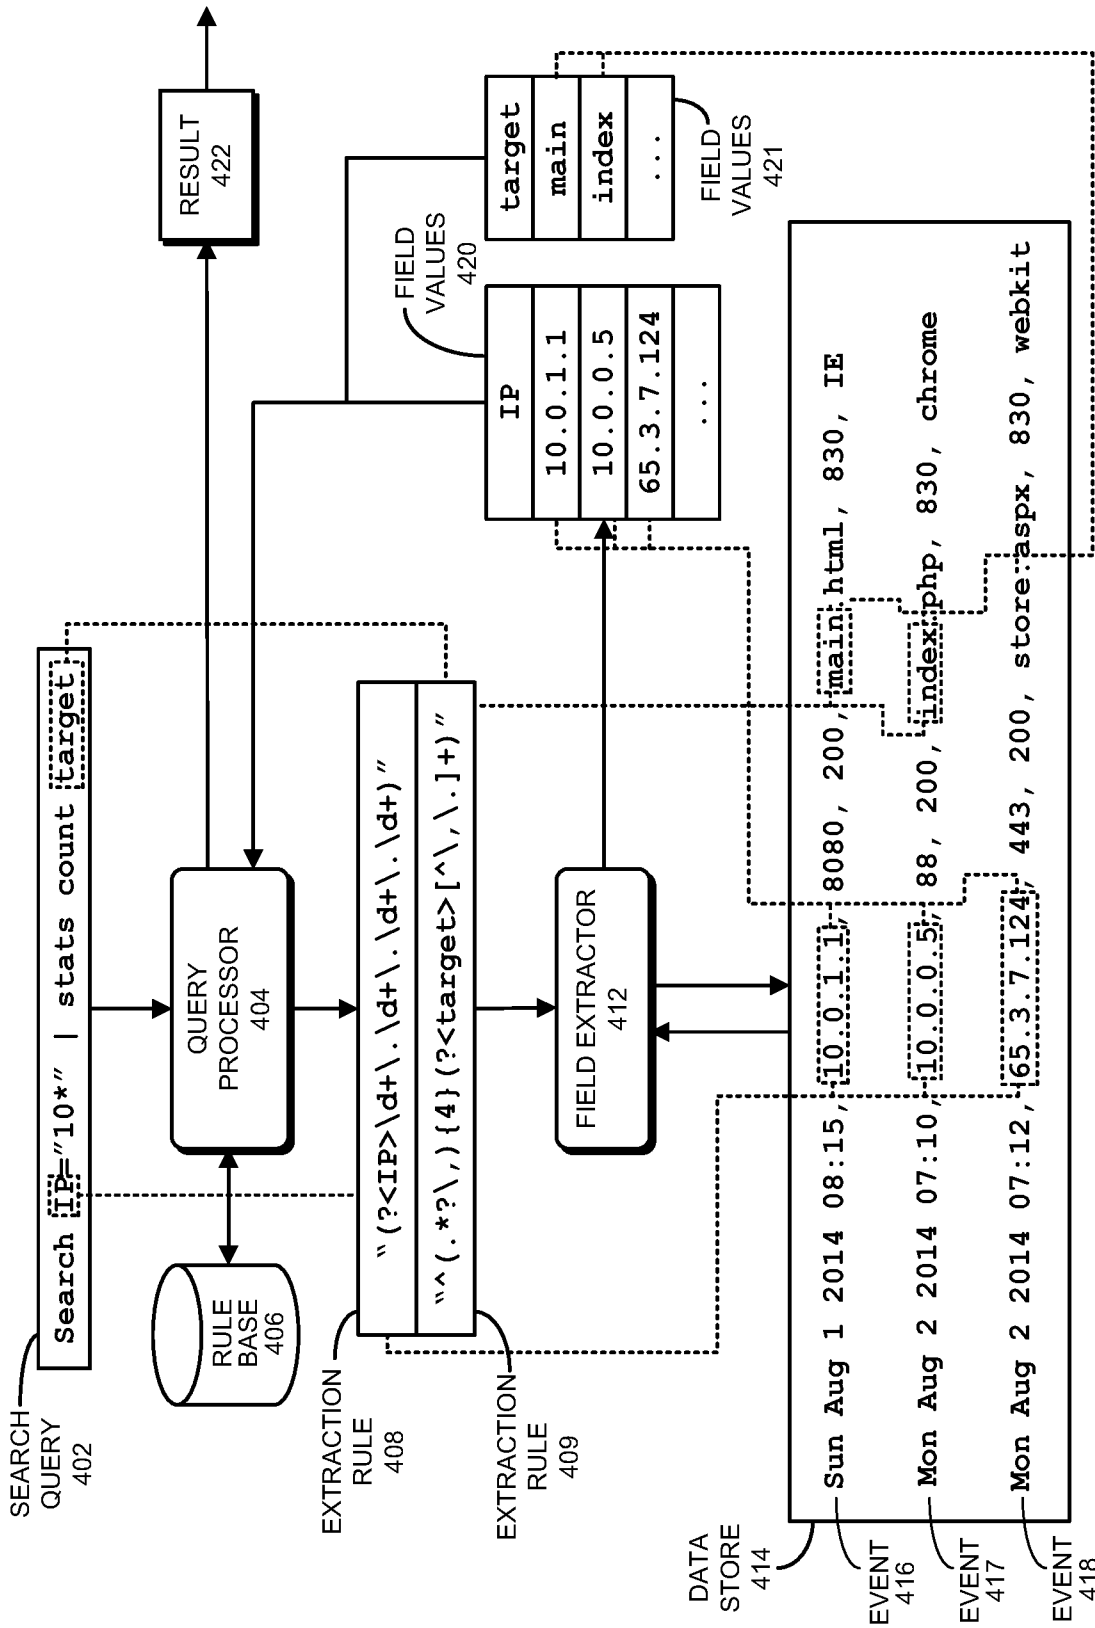 SEARCH
QUERY
402
Search IP="10*" | stats count target
RULE
BASE
406
QUERY
PROCESSOR
404
RESULT
422
EXTRACTION
RULE
408
"(?<IP>\d+\.\d+\.\d+\.\d+)"
"^(.*?\,){4}(?<target>[^\,\.]+)"
EXTRACTION
RULE
409
FIELD EXTRACTOR
412
FIELD
VALUES
420
IP
10.0.1.1
10.0.0.5
65.3.7.124
...
target
main
index
...
FIELD
VALUES
421
DATA
STORE
414
Sun Aug 1 2014 08:15, 10.0.1.1, 8080, 200, main.html, 830, IE
EVENT
416
Mon Aug 2 2014 07:10, 10.0.0.5, 88, 200, index.php, 830, chrome
EVENT
417
Mon Aug 2 2014 07:12, 65.3.7.124, 443, 200, store.aspx, 830, webkit
EVENT
418